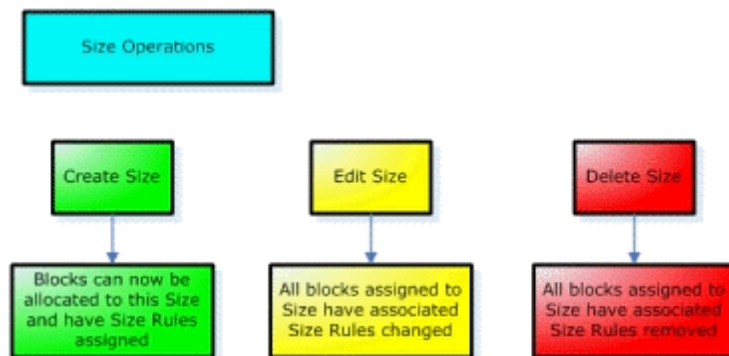 Size Operations
Create Size
Edit Size
Delete Size
Blocks can now be
allocated to this Size
and have Size Rules
assigned
All blocks assigned to
Size have associated
Size Rules changed
All blocks assigned to
Size have associated
Size Rules removed